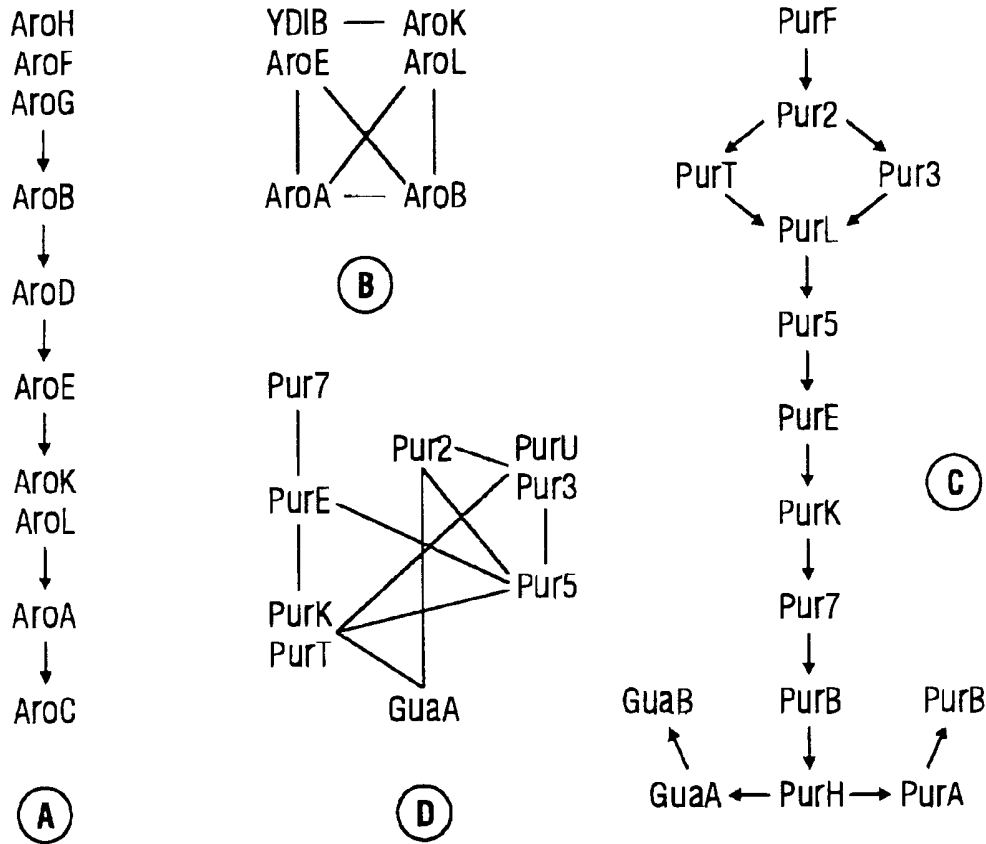 AroH
AroF
AroG
AroB
AroD
AroE
AroK
AroL
AroA
AroC
A
YDIB AroK
AroE AroL
AroA AroB
B
Pur7
Pur2 PurU
Pur3
PurE
Pur5
PurK
PurT
GuaA
D
PurF
Pur2
PurT Pur3
PurL
Pur5
PurE
PurK
Pur7
GuaB PurB PurB
GuaA PurH PurA
C